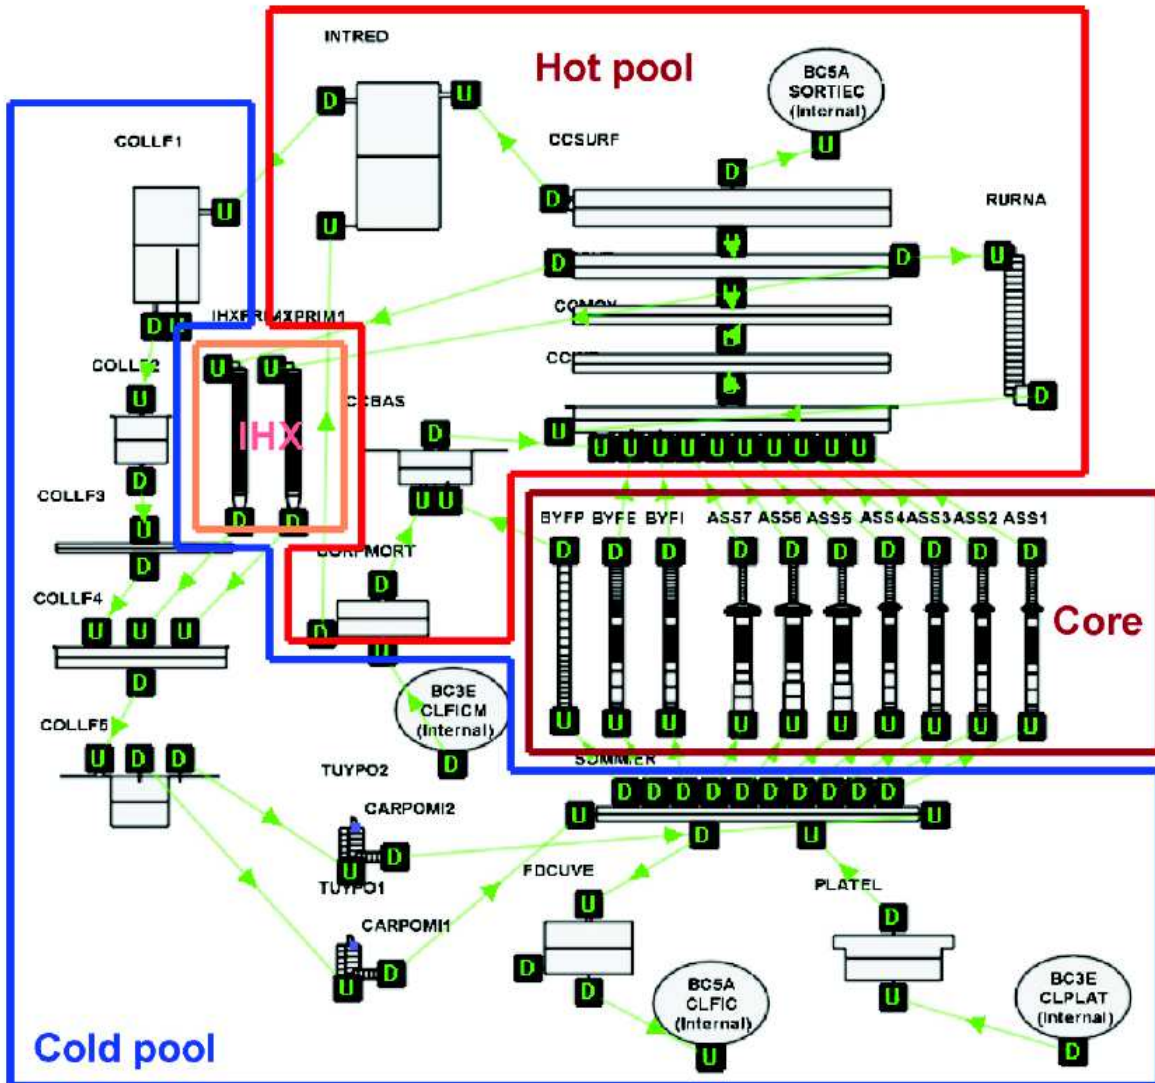 INTRED
Hot pool
BC5A
SORTIEC
(Internal)
COLLF1
CCSURF
RURNA
D
U
D
U
U
D
D
U
U
D
D
U
D
COLLF2
U
U
U
CCBAS
D
D
U
U U U U U U U U U U
IHX
COLLF3
D
U
D
D
D
U U
BYFP
BYFE
BYFI
ASS7
ASS6
ASS5
ASS4
ASS3
ASS2
ASS1
D D D D D D D D D D
Core
COLLF4
U U U
D
D
D
U
BC3E
CLFICM
(Internal)
D
U U U U U U U U U U
COLLF5
U D D
SOMMIER
D D D D D D D D D D
U
U
D
U
TUYPO2
CARPOMI2
D
U
TUYPO1
CARPOMI1
D
U
FDCUVE
U
D
D
PLATEL
D
U
BC5A
CLFIC
(Internal)
U
BC3E
CLPLAT
(Internal)
D
Cold pool